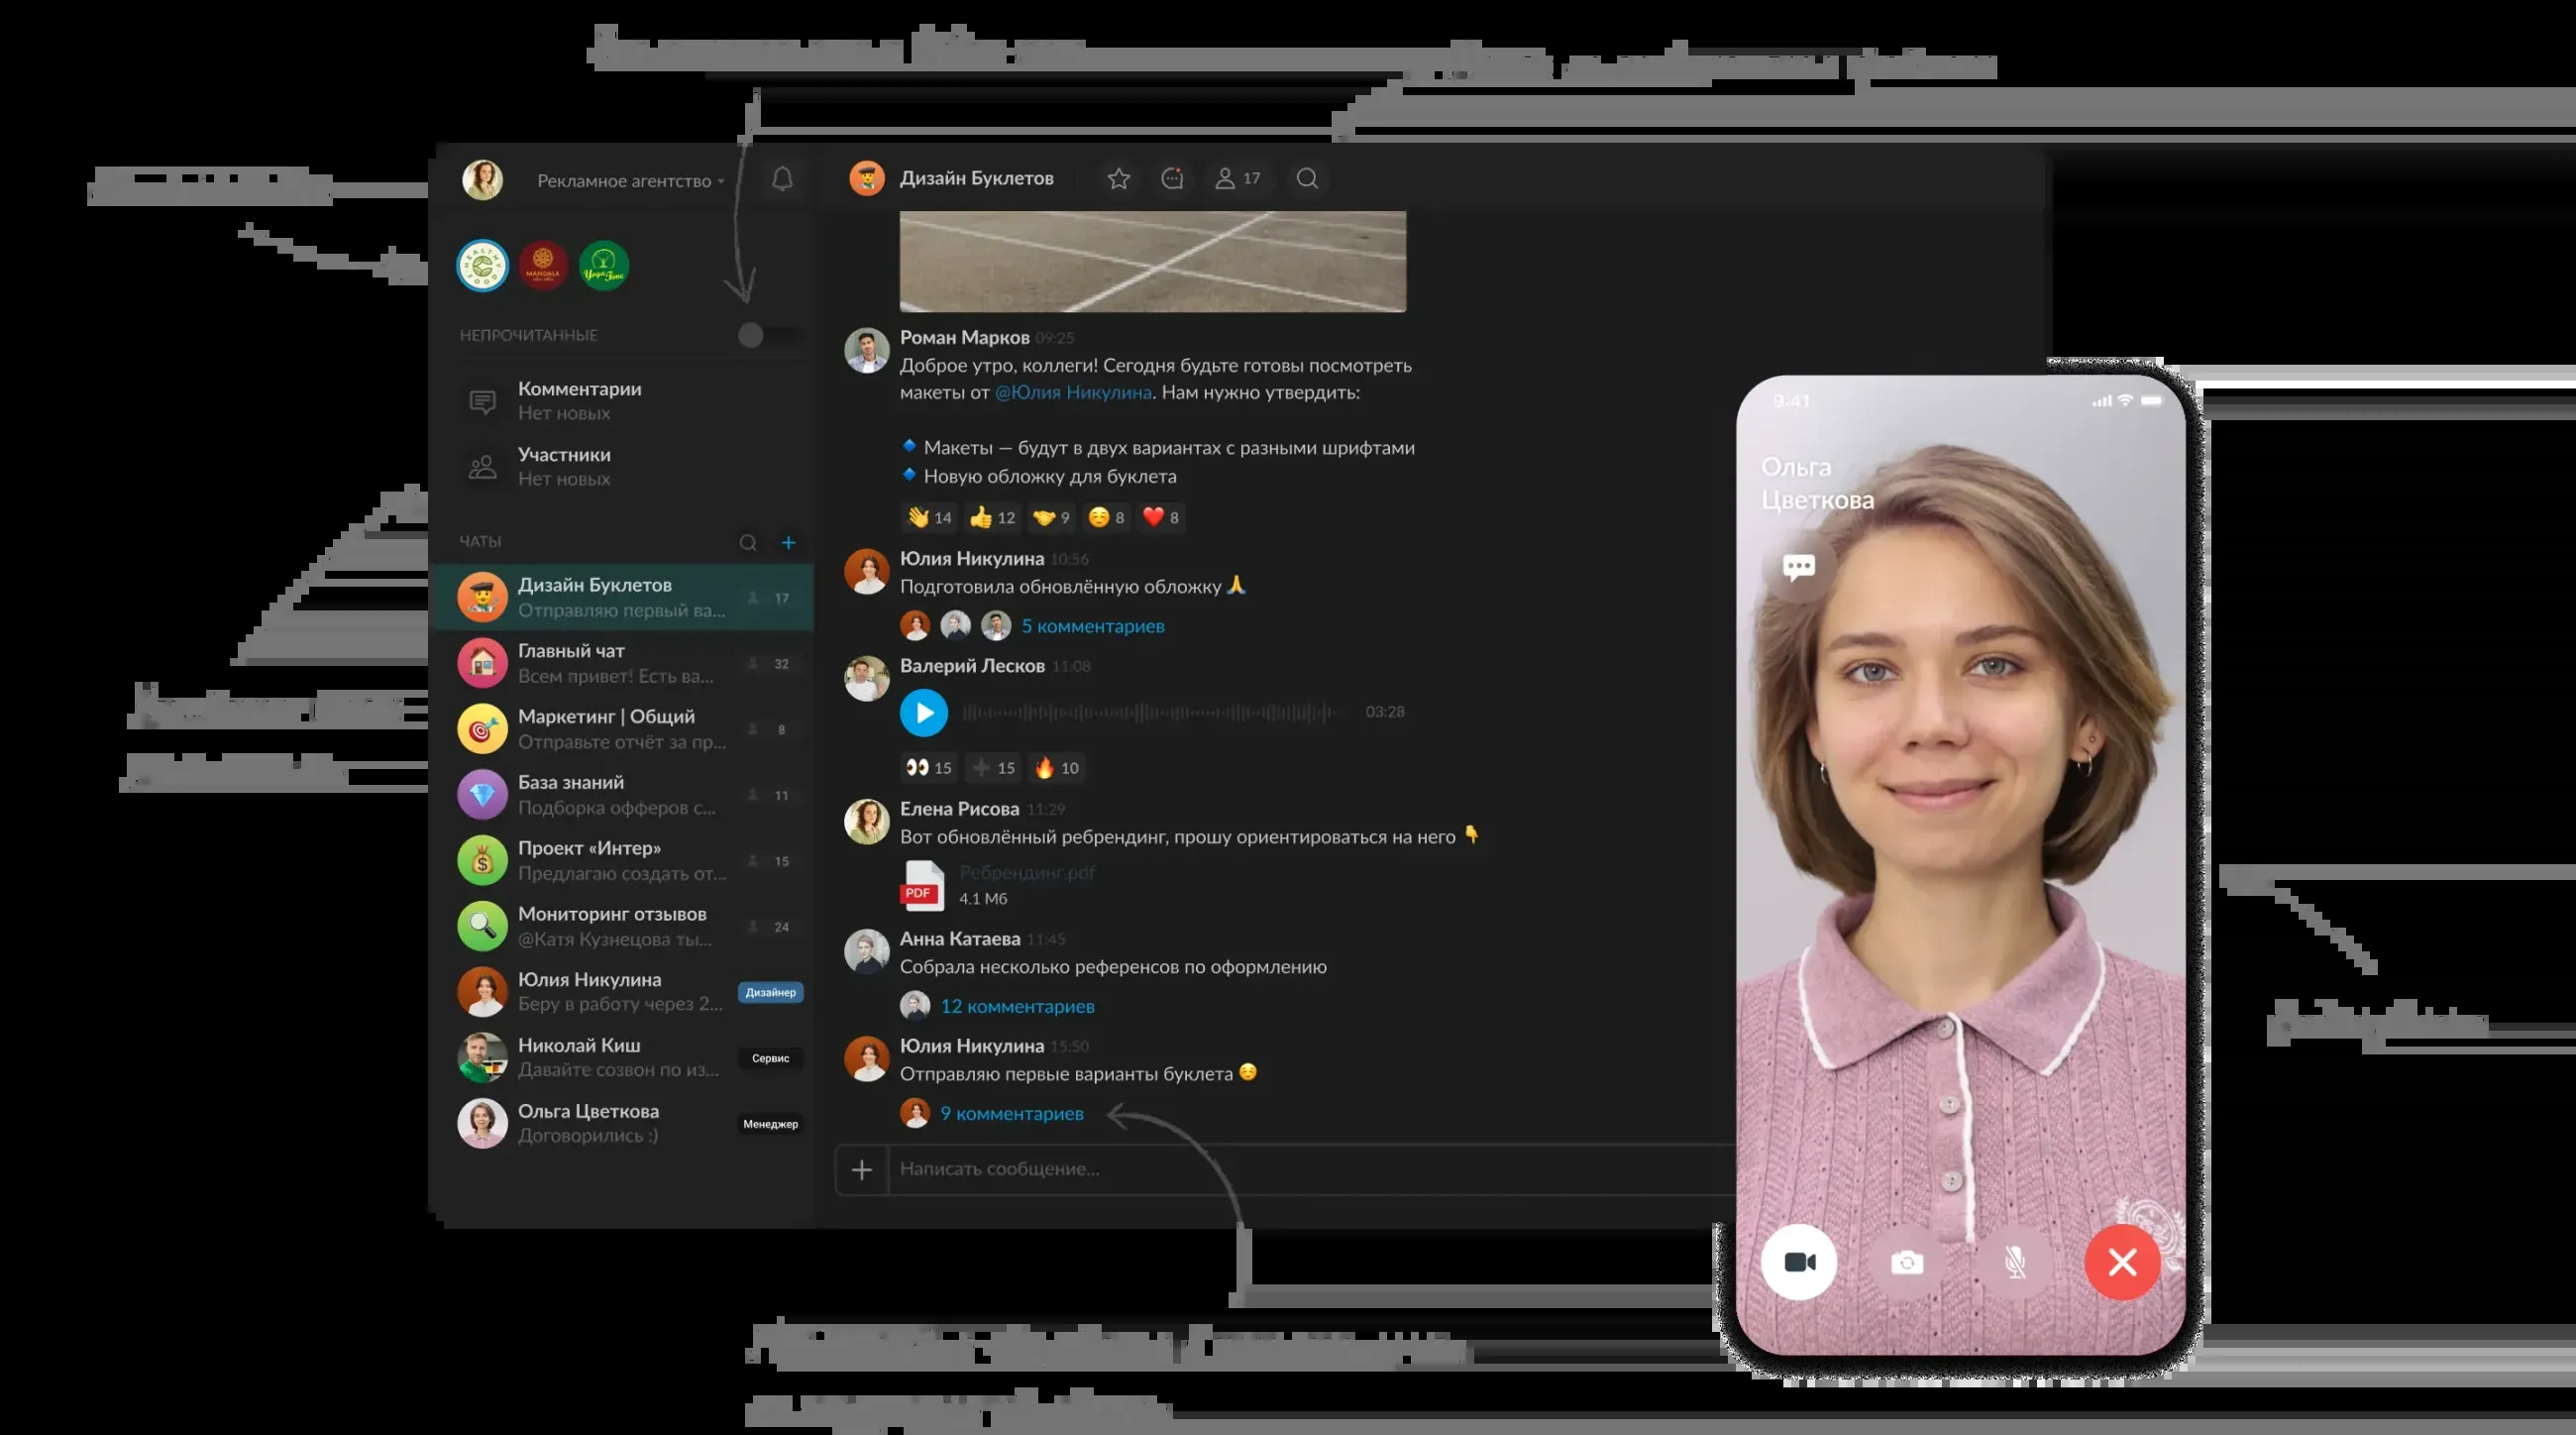 Рекламное агентство
HEALTHY FOOD
MANDALA
Yoga Time
НЕПРОЧИТАННЫЕ
Комментарии
Нет новых
Участники
Нет новых
ЧАТЫ
Дизайн Буклетов
Отправляю первый ва...
17
Главный чат
Всем привет! Есть ва...
32
Маркетинг | Общий
Отправьте отчёт за пр...
8
База знаний
Подборка офферов с...
11
Проект «Интер»
Предлагаю создать от...
15
Мониторинг отзывов
@Катя Кузнецова ты...
24
Юлия Никулина
Беру в работу через 2...
Дизайнер
Николай Киш
Давайте созвон по из...
Сервис
Ольга Цветкова
Договорились :)
Менеджер
Дизайн Буклетов
17
Роман Марков 09:25
Доброе утро, коллеги! Сегодня будьте готовы посмотреть
макеты от @Юлия Никулина. Нам нужно утвердить:
🔹 Макеты — будут в двух вариантах с разными шрифтами
🔹 Новую обложку для буклета
👋 14 👍 12 🤝 9 ☺️ 8 ❤️ 8
Юлия Никулина 10:56
Подготовила обновлённую обложку 🙏
5 комментариев
Валерий Лесков 11:08
03:28
👀 15 ➕ 15 🔥 10
Елена Рисова 11:29
Вот обновлённый ребрендинг, прошу ориентироваться на него 👇
PDF
Ребрендинг.pdf
4.1 Мб
Анна Катаева 11:45
Собрала несколько референсов по оформлению
12 комментариев
Юлия Никулина 15:50
Отправляю первые варианты буклета ☺️
9 комментариев
Написать сообщение...
9:41
Ольга
Цветкова